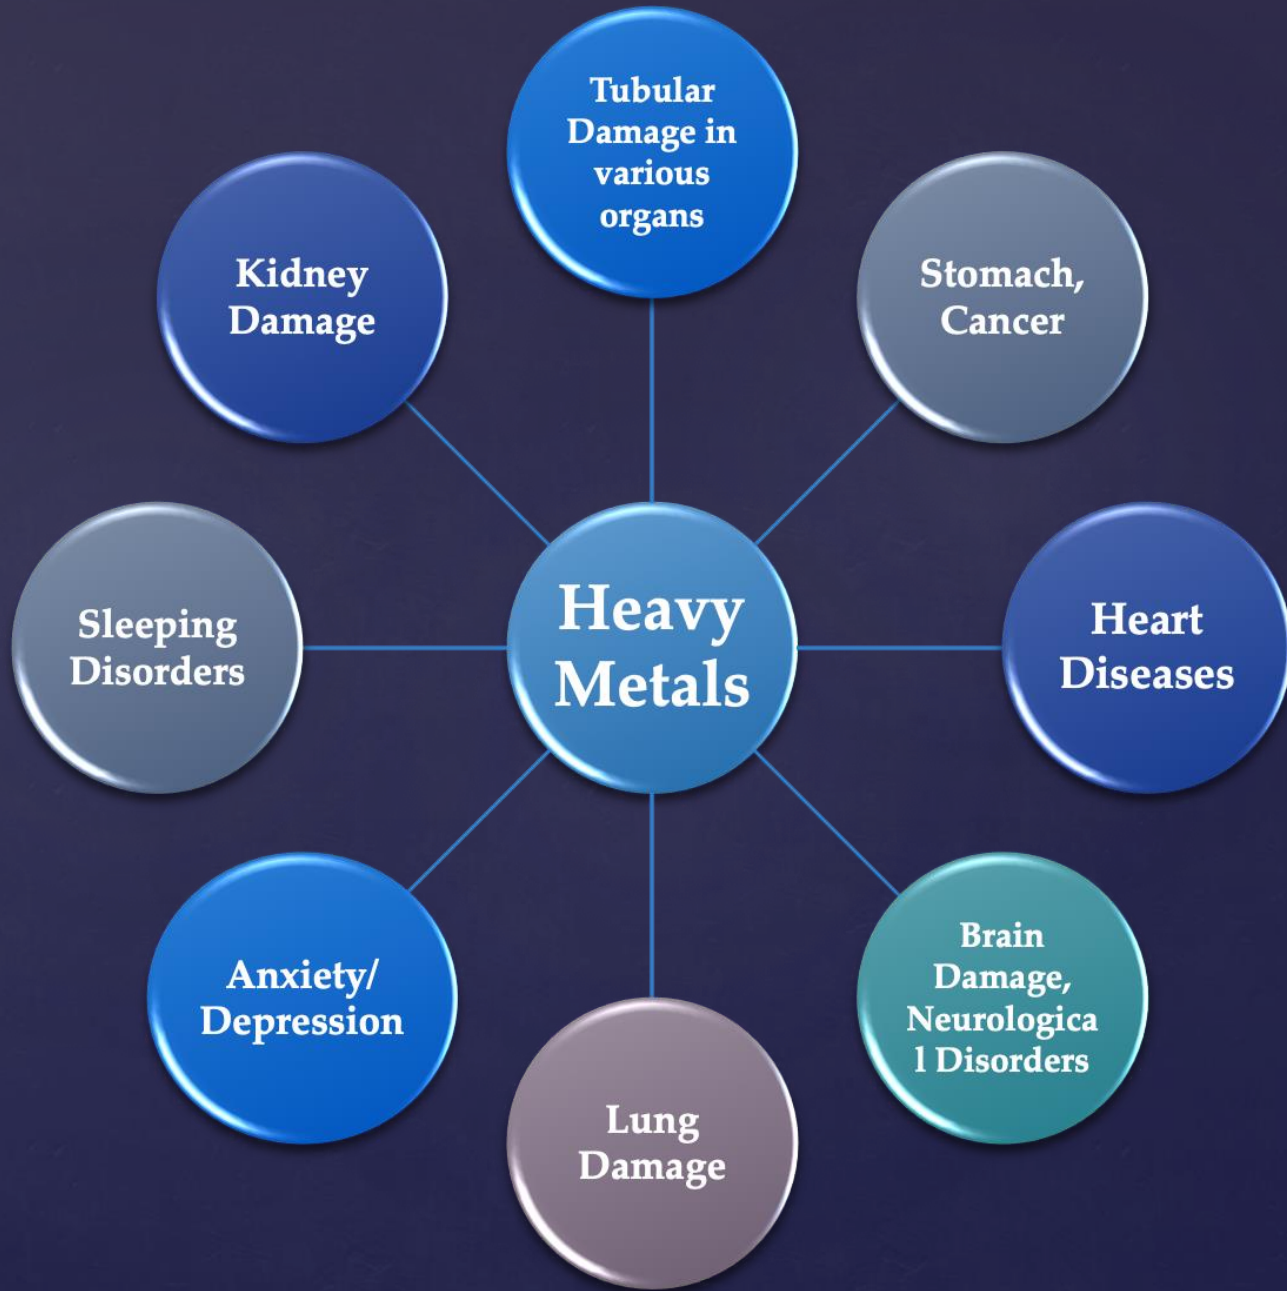 Tubular
Damage in
various
organs
Kidney
Damage
Stomach,
Cancer
Sleeping
Disorders
Heavy
Metals
Heart
Diseases
Anxiety/
Depression
Brain
Damage,
Neurologica
l Disorders
Lung
Damage